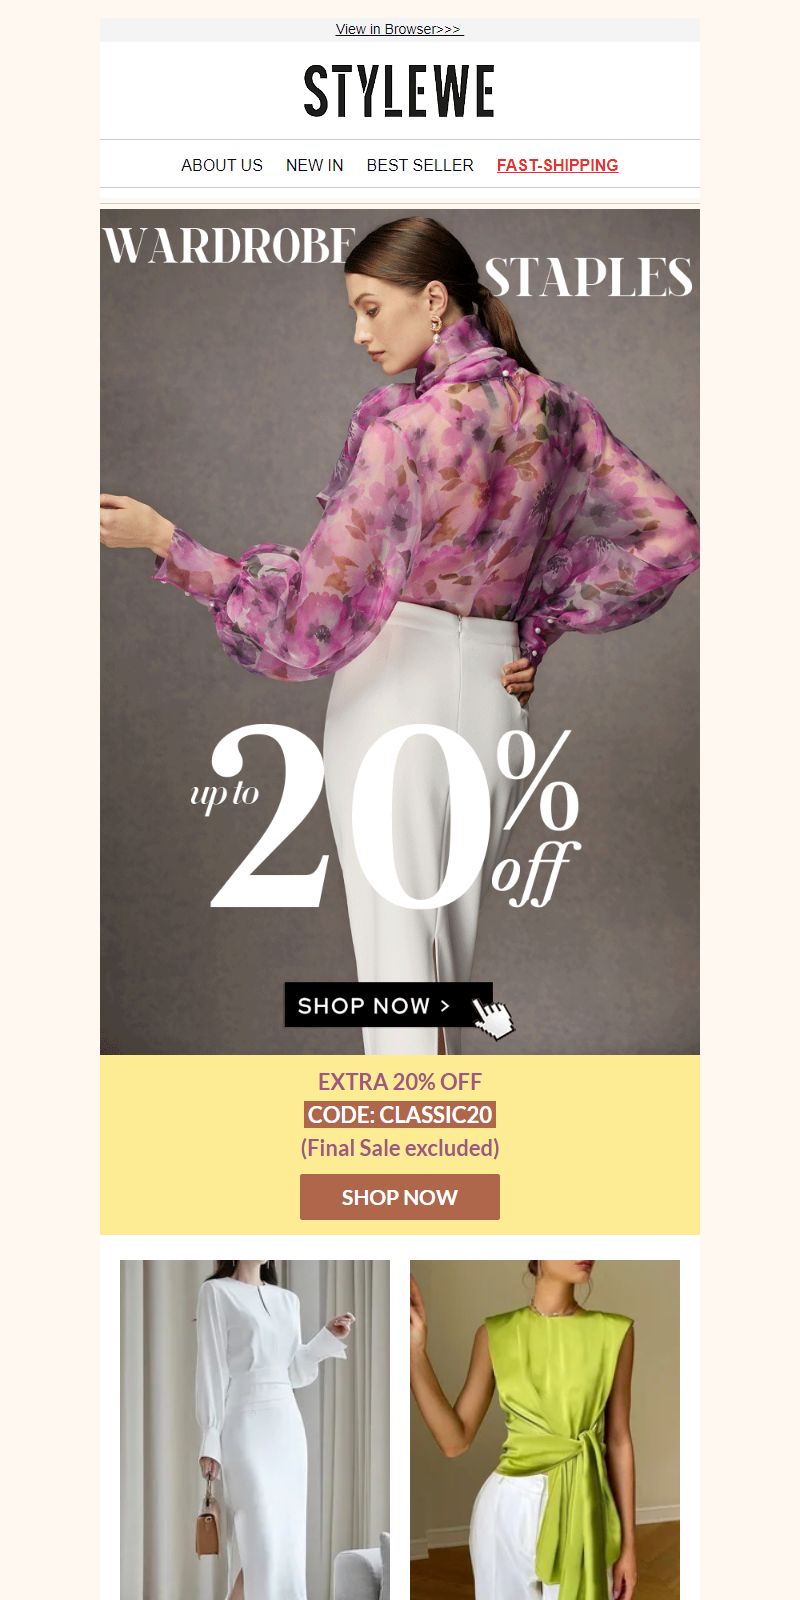 View in Browser>>>
STYLEWE
ABOUT US NEW IN BEST SELLER FAST-SHIPPING
WARDROBE
STAPLES
up to 20% off
SHOP NOW >
EXTRA 20% OFF
CODE: CLASSIC20
(Final Sale excluded)
SHOP NOW